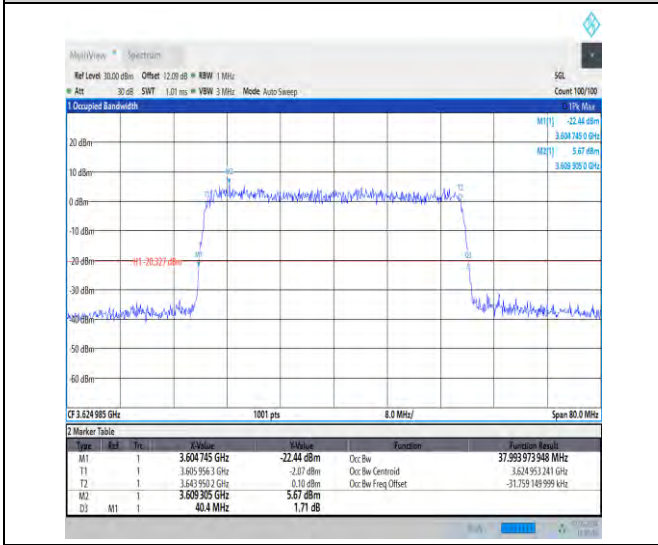 MultiView Spectrum
Ref Level 30.00 dBm Offset 12.09 dB RBW 1 MHz SGL
Att 30 dB SWT 1.01 ms VBW 3 MHz Mode Auto Sweep Count 100/100
1 Occupied Bandwidth 1Pk Max
M1[1] -22.44 dBm
3.604 745 0 GHz
M2[1] 5.67 dBm
3.609 305 0 GHz
20 dBm
10 dBm
M2
T1
T2
0 dBm
-10 dBm
M1
D3
-20 dBm H1 -20.327 dBm
-30 dBm
-40 dBm
-50 dBm
-60 dBm
CF 3.624 985 GHz 1001 pts 8.0 MHz/ Span 80.0 MHz
2 Marker Table
Type Ref Trc X-Value Y-Value Function Function Result
M1 1 3.604 745 GHz -22.44 dBm Occ Bw 37.993 973 948 MHz
T1 1 3.605 956 3 GHz -2.07 dBm Occ Bw Centroid 3.624 953 241 GHz
T2 1 3.643 950 2 GHz 0.10 dBm Occ Bw Freq Offset -31.759 149 999 kHz
M2 1 3.609 305 GHz 5.67 dBm
D3 M1 1 40.4 MHz 1.71 dB